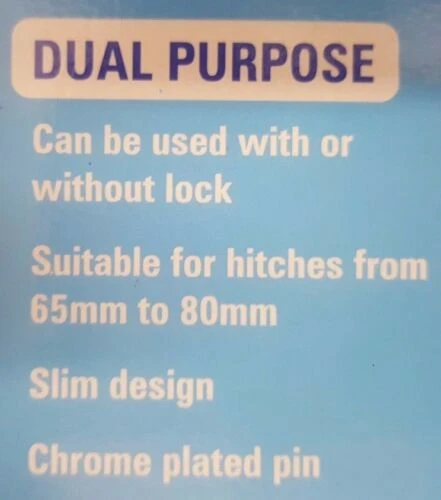 DUAL PURPOSE
Can be used with or
without lock
Suitable for hitches from
65mm to 80mm
Slim design
Chrome plated pin